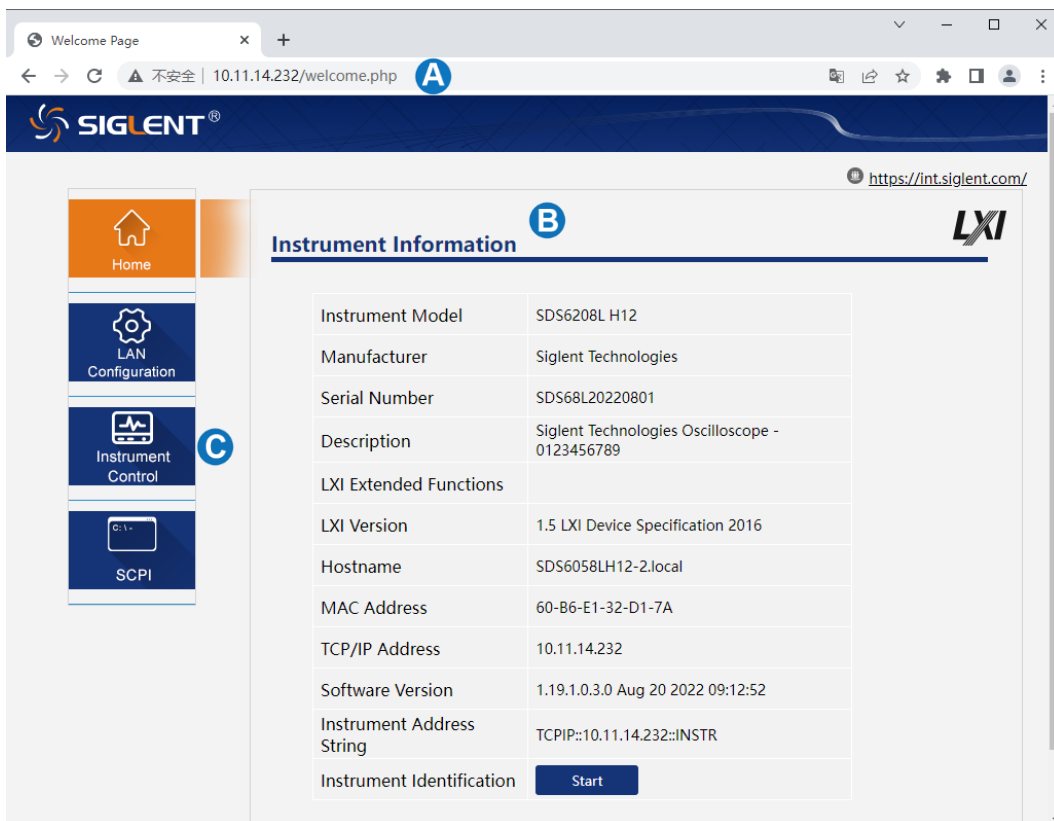 Welcome Page
不安全 | 10.11.14.232/welcome.php
A
SIGLENT®
https://int.siglent.com/
B
LXI
Instrument Information
Home
LAN
Configuration
Instrument
Control
C
C:\-
SCPI
Instrument Model SDS6208L H12
Manufacturer Siglent Technologies
Serial Number SDS68L20220801
Description Siglent Technologies Oscilloscope -
0123456789
LXI Extended Functions
LXI Version 1.5 LXI Device Specification 2016
Hostname SDS6058LH12-2.local
MAC Address 60-B6-E1-32-D1-7A
TCP/IP Address 10.11.14.232
Software Version 1.19.1.0.3.0 Aug 20 2022 09:12:52
Instrument Address
String TCPIP::10.11.14.232::INSTR
Instrument Identification Start